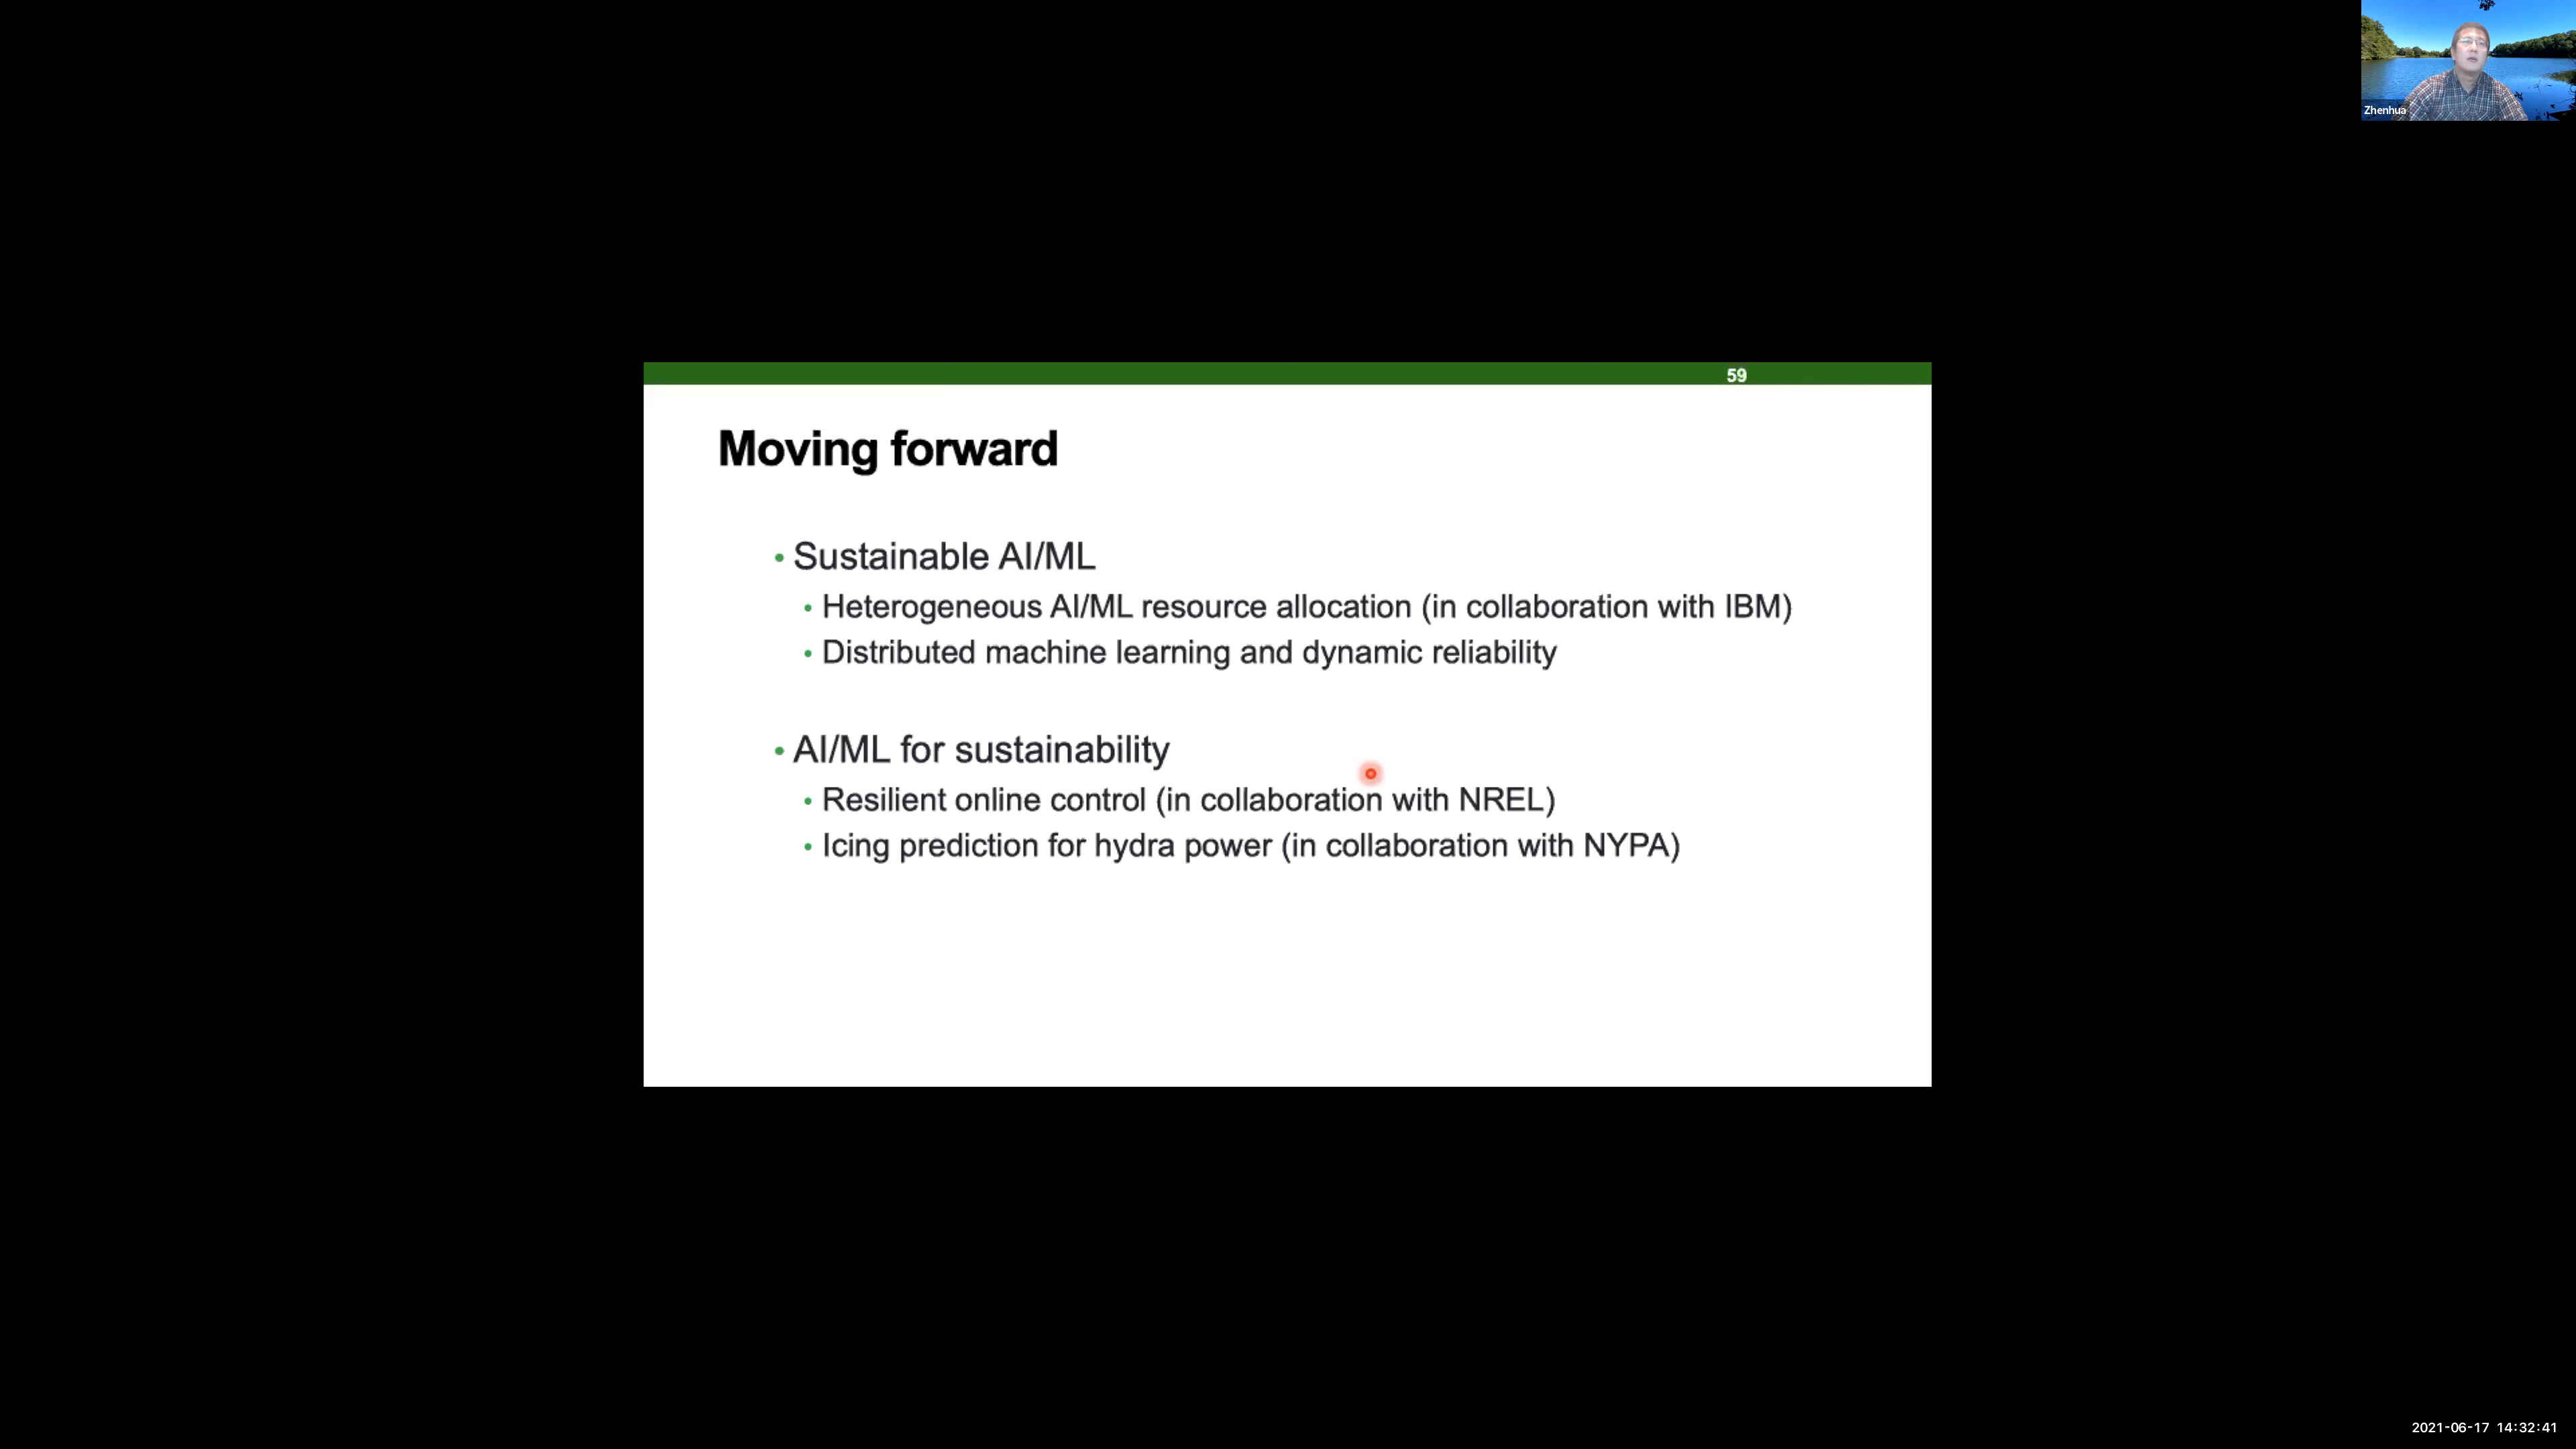 Zhenhua
59
Moving forward
• Sustainable AI/ML
• Heterogeneous AI/ML resource allocation (in collaboration with IBM)
• Distributed machine learning and dynamic reliability
• AI/ML for sustainability
• Resilient online control (in collaboration with NREL)
• Icing prediction for hydra power (in collaboration with NYPA)
2021-06-17 14:32:41